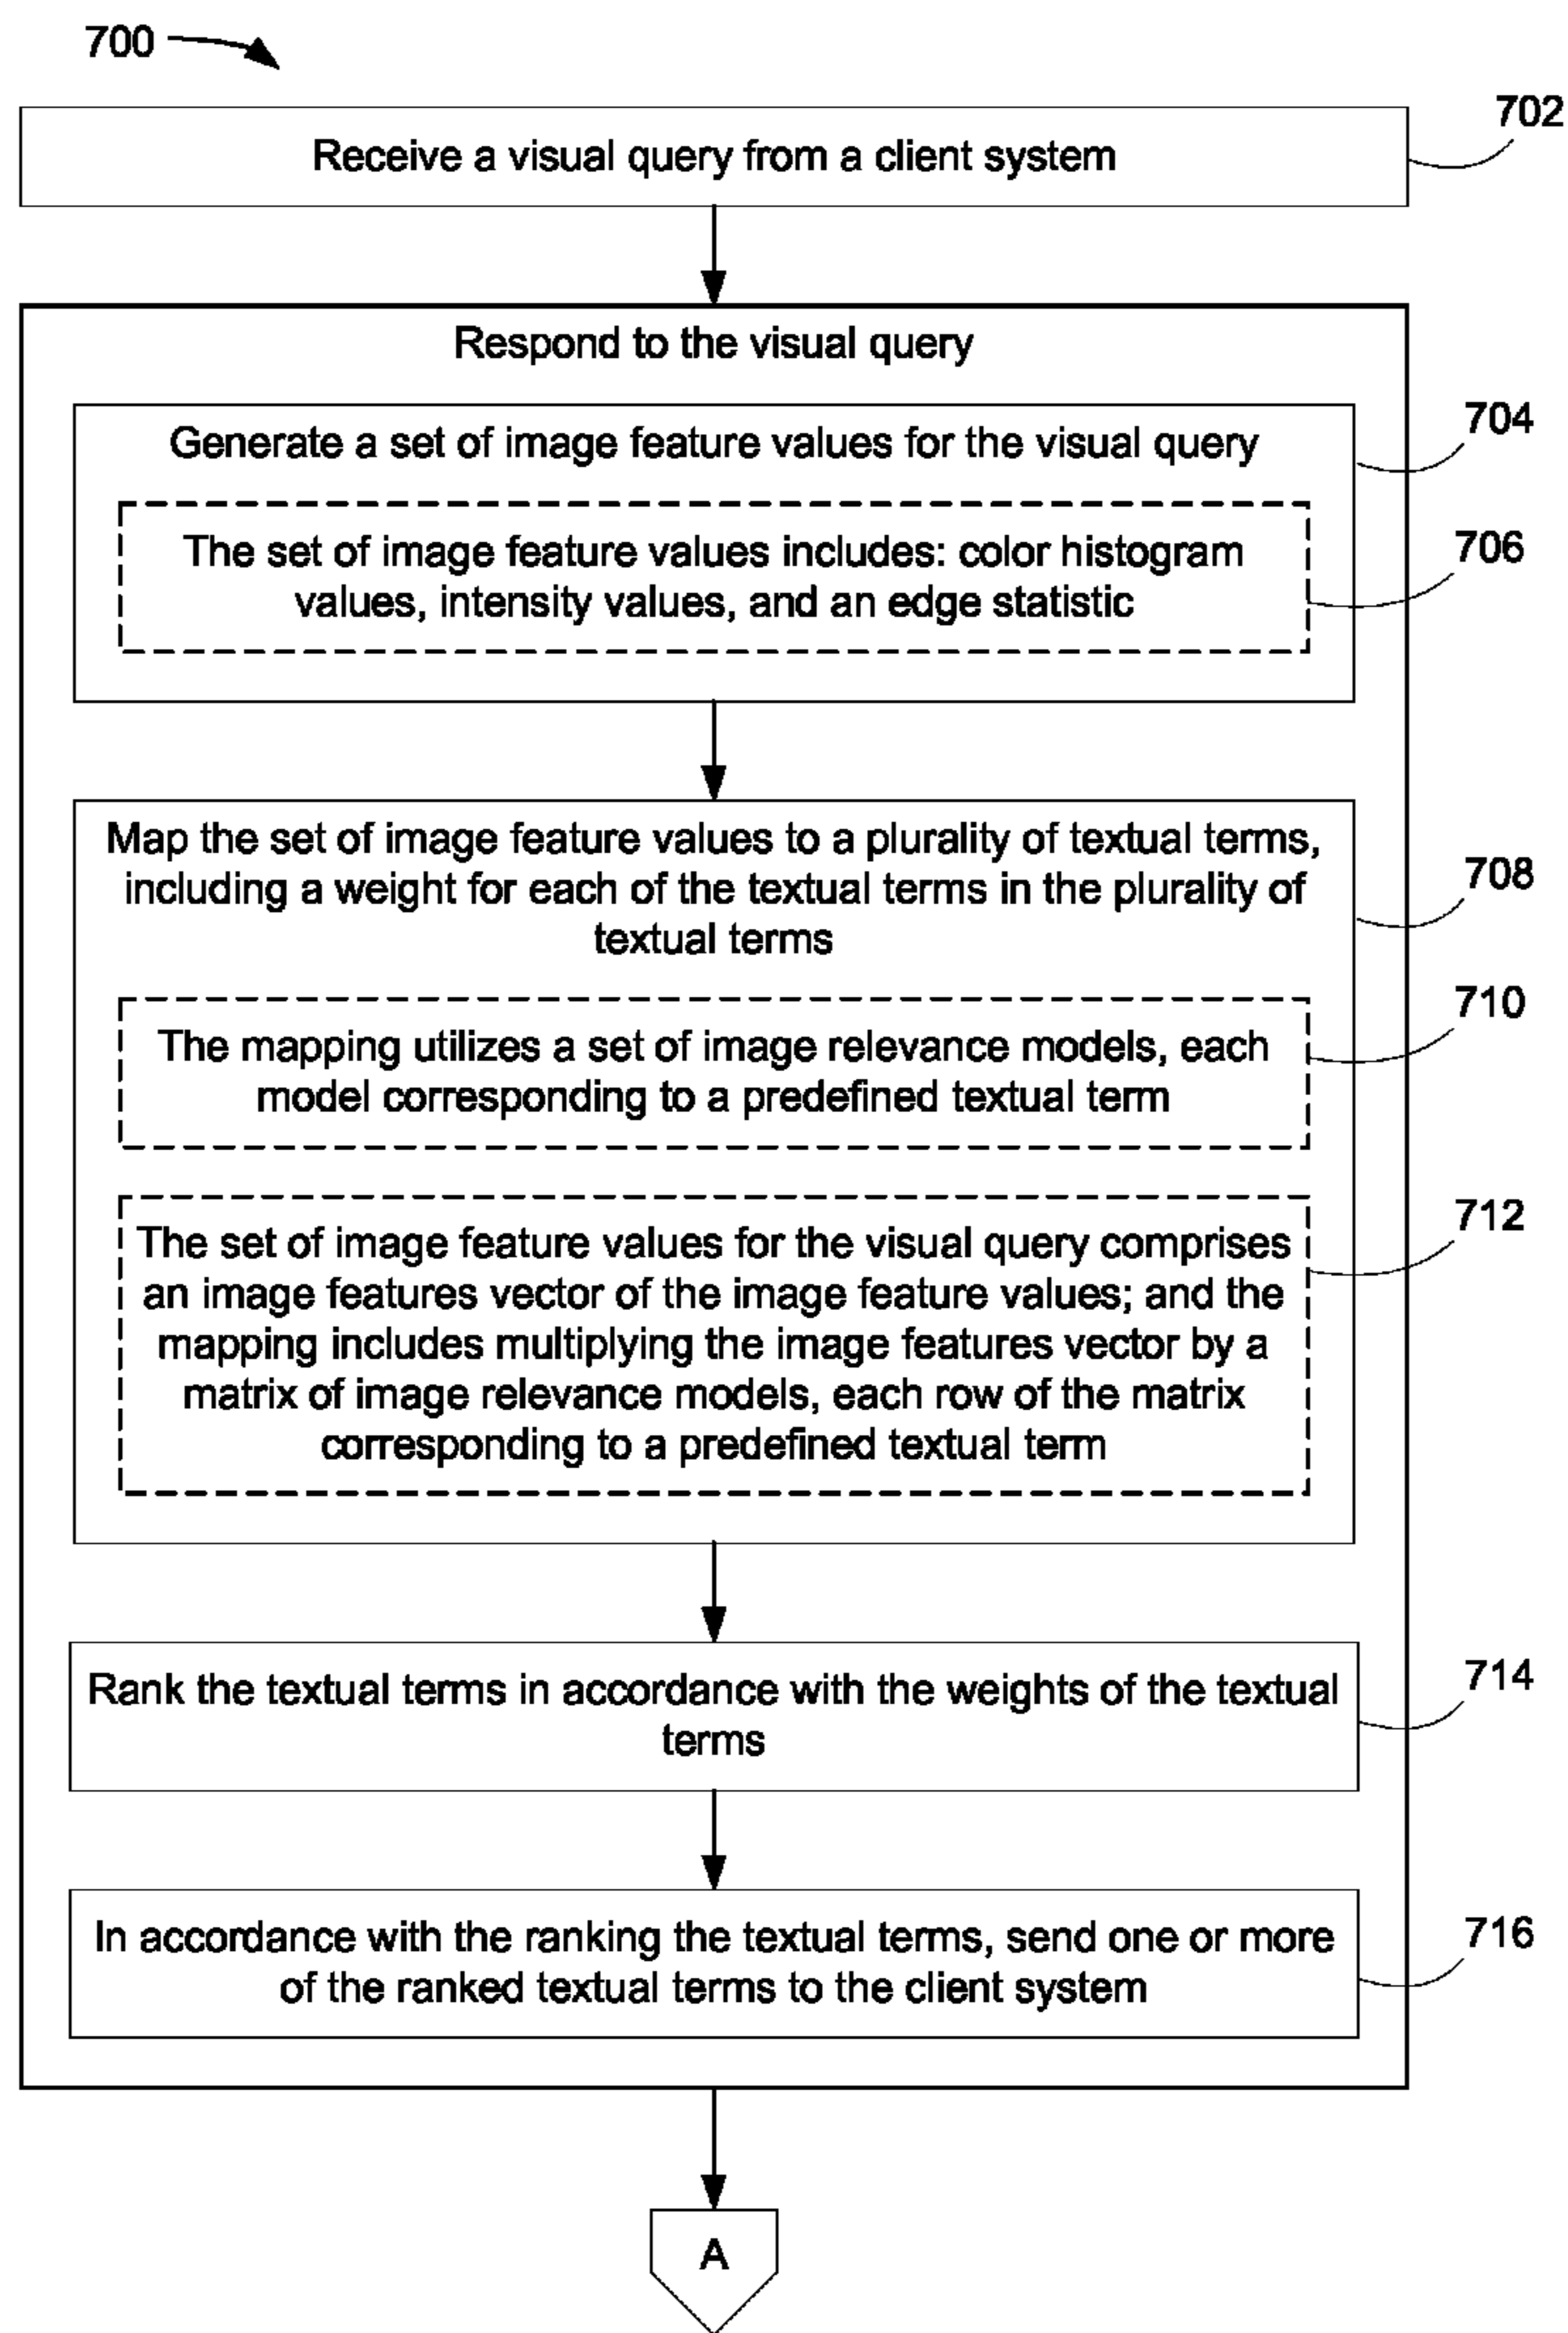 700
702
Receive a visual query from a client system
Respond to the visual query
704
Generate a set of image feature values for the visual query
706
The set of image feature values includes: color histogram
values, intensity values, and an edge statistic
Map the set of image feature values to a plurality of textual terms,
including a weight for each of the textual terms in the plurality of
textual terms
708
710
The mapping utilizes a set of image relevance models, each
model corresponding to a predefined textual term
712
The set of image feature values for the visual query comprises
an image features vector of the image feature values; and the
mapping includes multiplying the image features vector by a
matrix of image relevance models, each row of the matrix
corresponding to a predefined textual term
714
Rank the textual terms in accordance with the weights of the textual
terms
716
In accordance with the ranking the textual terms, send one or more
of the ranked textual terms to the client system
A